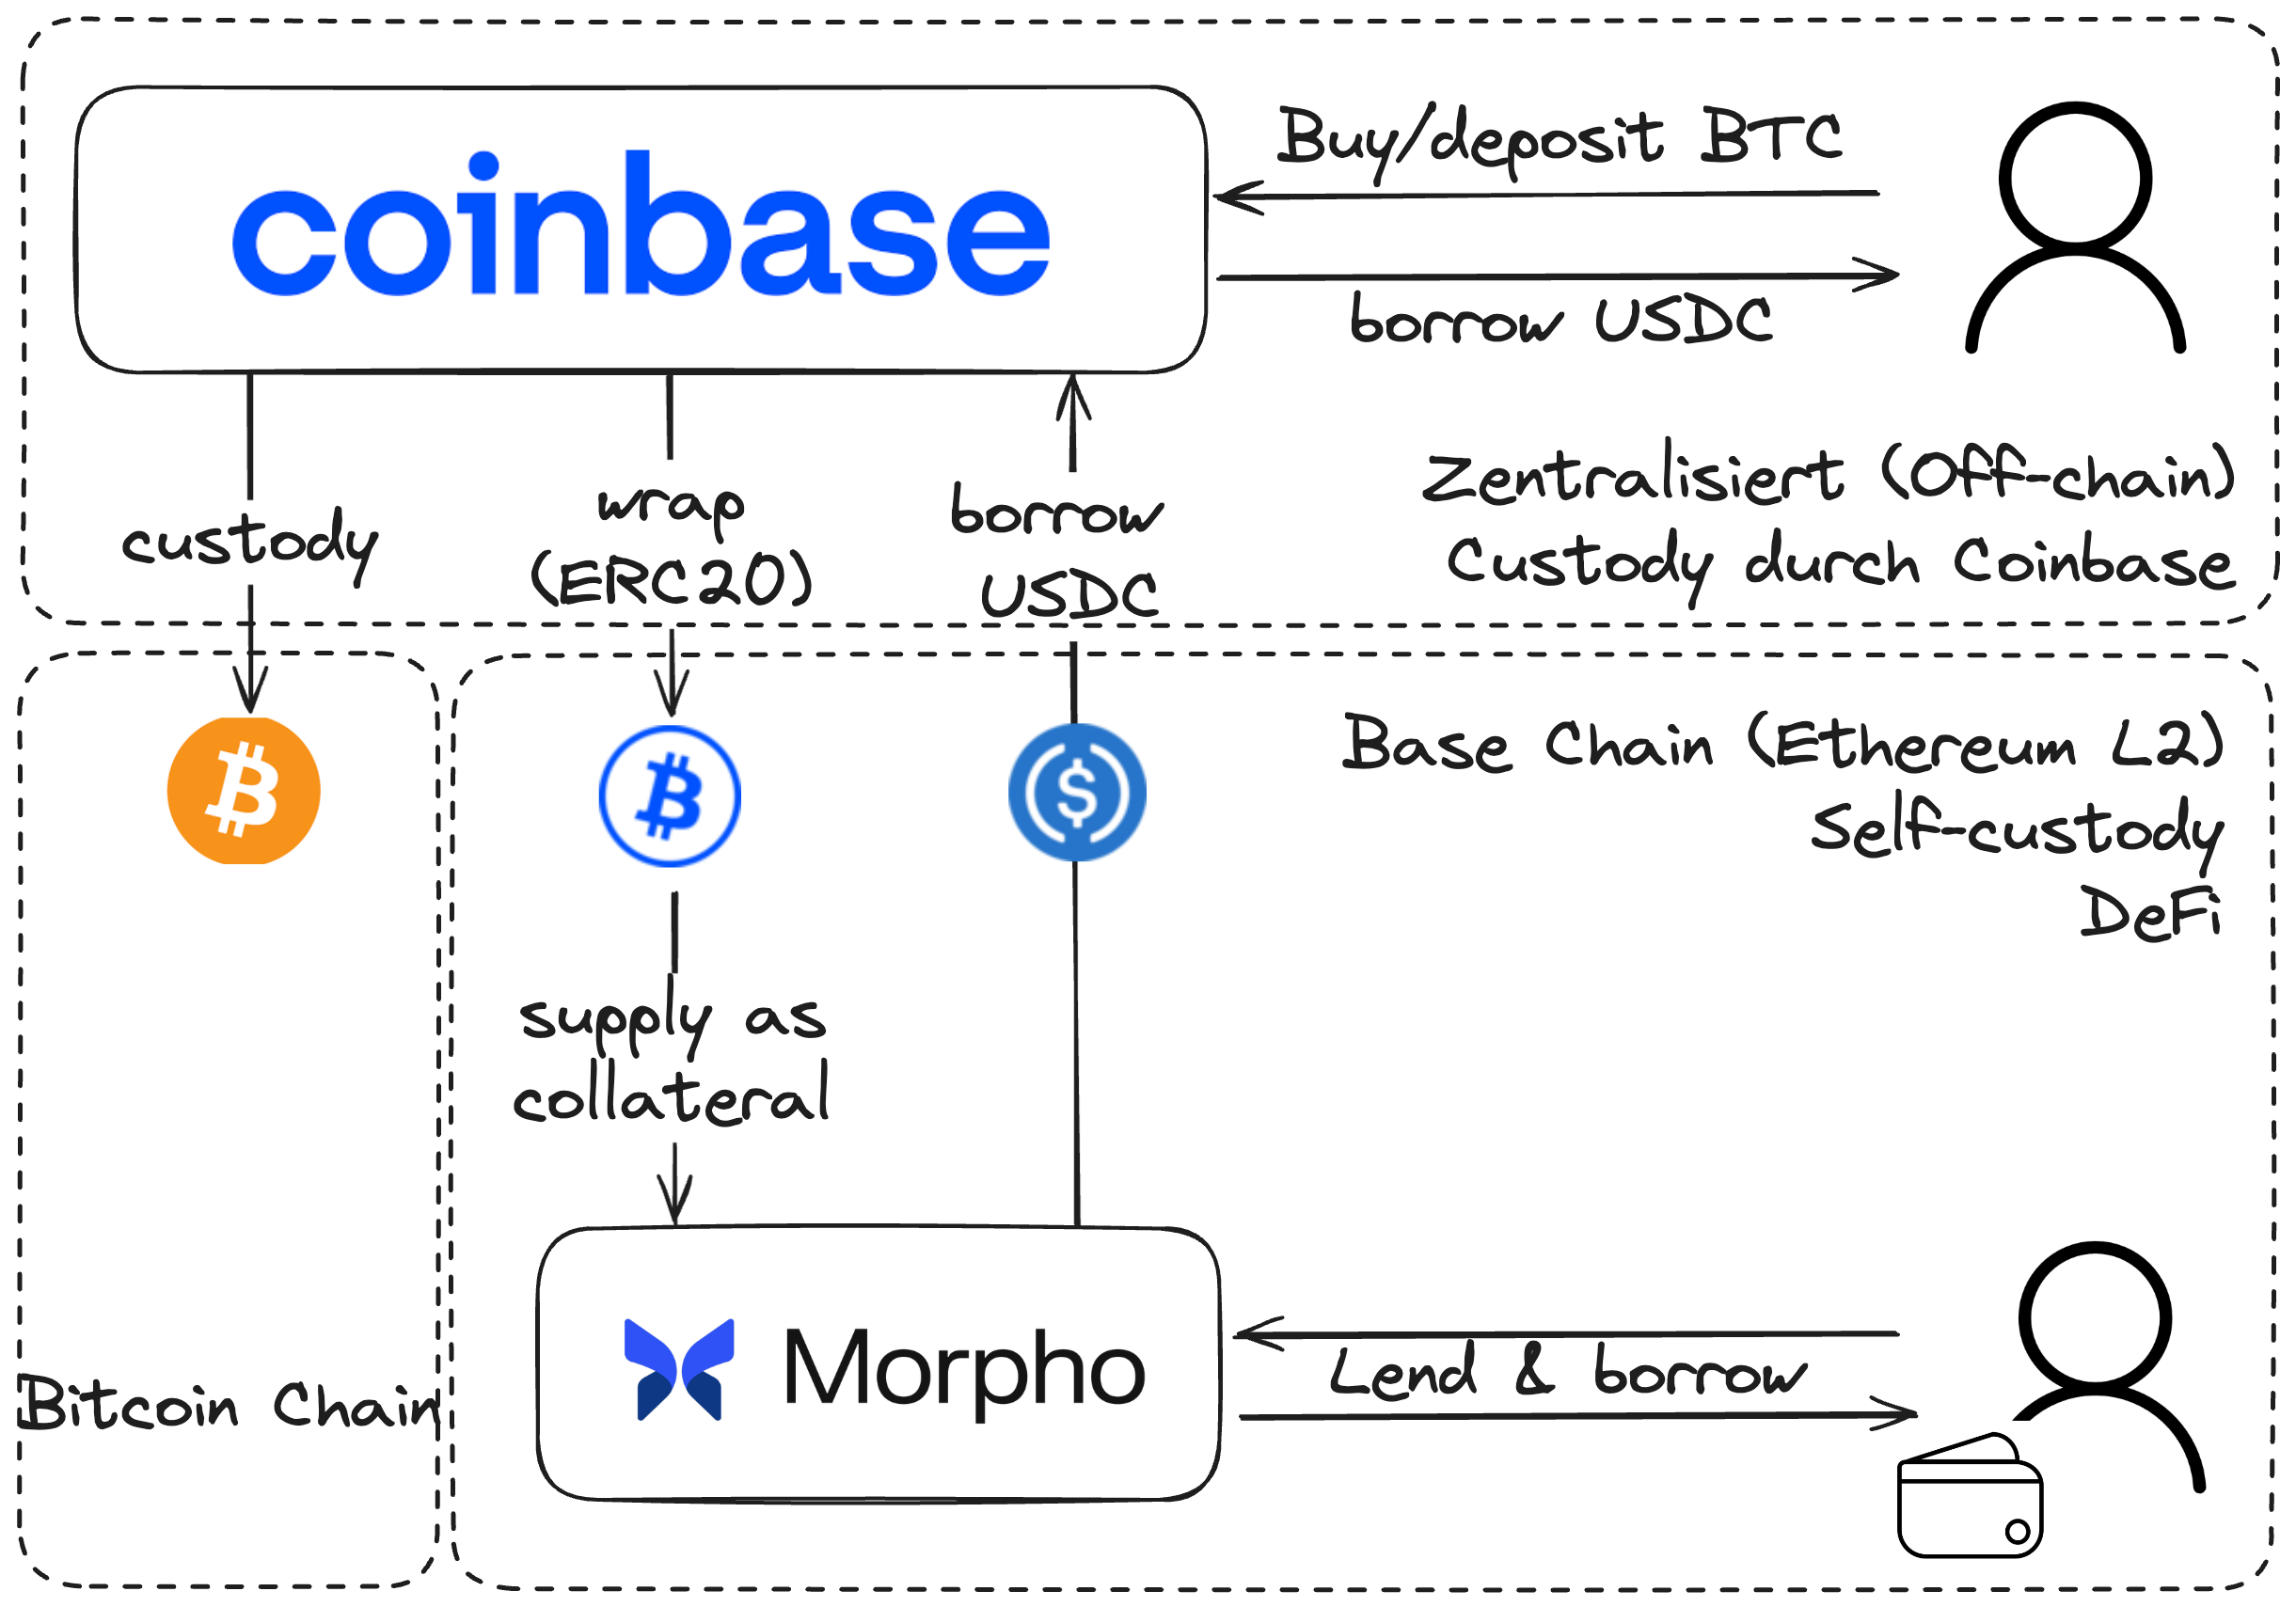 coinbase
Buy/deposit BTC
borrow USDC
custody
wrap
(ERC20)
borrow
USDC
Zentralisiert (Off-chain)
Custody durch Coinbase
Base Chain (Ethereum L2)
Self-custody
DeFi
supply as
collateral
Bitcoin Chain
Morpho
Lend & borrow